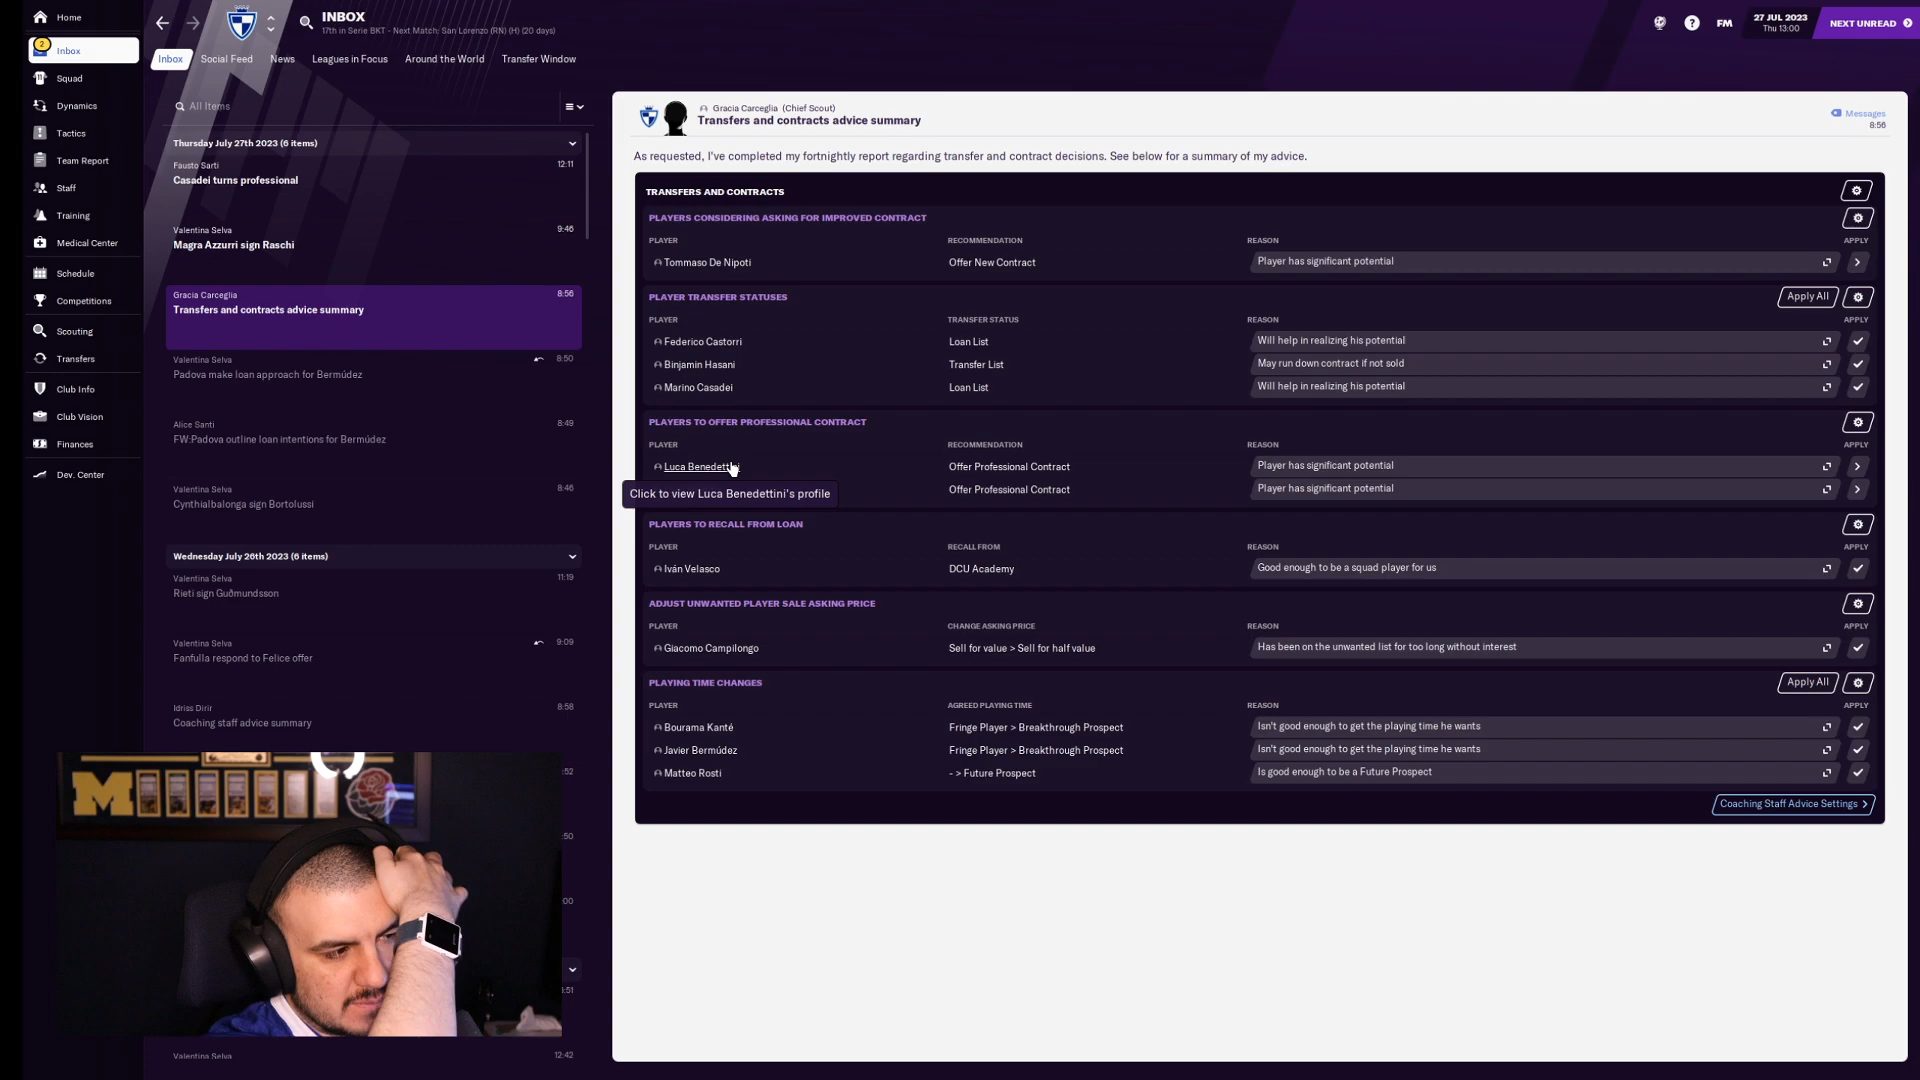 Home
INBOX
17th in Serie BKT - Next Match: San Lorenzo (RN) (H) (20 days)
FM
27 JUL 2023
Thu 13:00
NEXT UNREAD
2
Inbox
Squad
Dynamics
Tactics
Team Report
Staff
Training
Medical Center
Schedule
Competitions
Scouting
Transfers
Club Info
Club Vision
Finances
Dev. Center
Inbox Social Feed News Leagues in Focus Around the World Transfer Window
All Items
Thursday July 27th 2023 (6 items)
Fausto Sarti 12:11
Casadei turns professional
Valentina Selva 9:46
Magra Azzurri sign Raschi
Gracia Carceglia 8:56
Transfers and contracts advice summary
Valentina Selva 8:50
Padova make loan approach for Bermúdez
Alice Santi 8:49
FW:Padova outline loan intentions for Bermúdez
Valentina Selva 8:46
Cynthialbalonga sign Bortolussi
Wednesday July 26th 2023 (6 items)
Valentina Selva 11:19
Rieti sign Guðmundsson
Valentina Selva 9:09
Fanfulla respond to Felice offer
Idriss Dirir 8:58
Coaching staff advice summary
:52
:50
:00
:51
M
Valentina Selva 12:42
Gracia Carceglia (Chief Scout)
Transfers and contracts advice summary
Messages
8:56
As requested, I've completed my fortnightly report regarding transfer and contract decisions. See below for a summary of my advice.
TRANSFERS AND CONTRACTS
PLAYERS CONSIDERING ASKING FOR IMPROVED CONTRACT
PLAYER RECOMMENDATION REASON APPLY
Tommaso De Nipoti Offer New Contract Player has significant potential
PLAYER TRANSFER STATUSES Apply All
PLAYER TRANSFER STATUS REASON APPLY
Federico Castorri Loan List Will help in realizing his potential
Binjamin Hasani Transfer List May run down contract if not sold
Marino Casadei Loan List Will help in realizing his potential
PLAYERS TO OFFER PROFESSIONAL CONTRACT
PLAYER RECOMMENDATION REASON APPLY
Luca Benedettini Offer Professional Contract Player has significant potential
Click to view Luca Benedettini's profile
Offer Professional Contract Player has significant potential
PLAYERS TO RECALL FROM LOAN
PLAYER RECALL FROM REASON APPLY
Iván Velasco DCU Academy Good enough to be a squad player for us
ADJUST UNWANTED PLAYER SALE ASKING PRICE
PLAYER CHANGE ASKING PRICE REASON APPLY
Giacomo Campilongo Sell for value > Sell for half value Has been on the unwanted list for too long without interest
PLAYING TIME CHANGES Apply All
PLAYER AGREED PLAYING TIME REASON APPLY
Bourama Kanté Fringe Player > Breakthrough Prospect Isn't good enough to get the playing time he wants
Javier Bermúdez Fringe Player > Breakthrough Prospect Isn't good enough to get the playing time he wants
Matteo Rosti - > Future Prospect Is good enough to be a Future Prospect
Coaching Staff Advice Settings